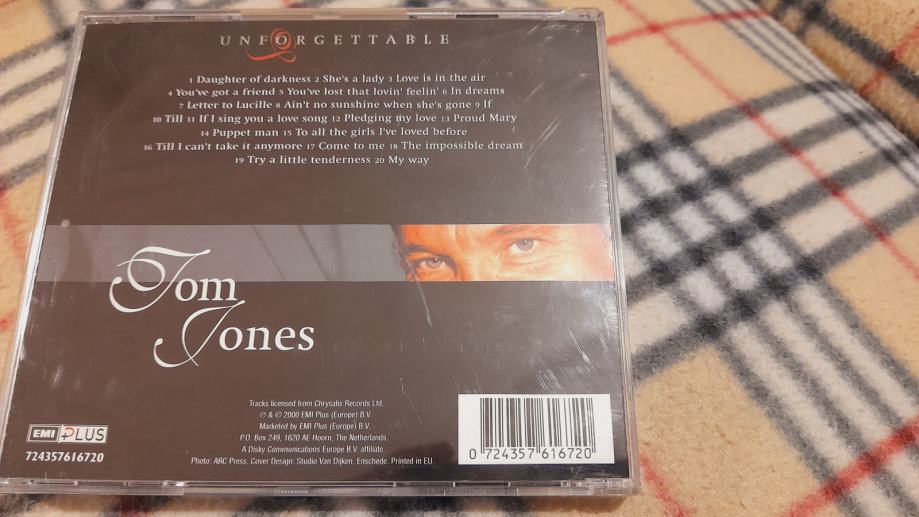 UNFORGETTABLE
1 Daughter of darkness 2 She's a lady 3 Love is in the air
4 You've got a friend 5 You've lost that lovin' feelin' 6 In dreams
7 Letter to Lucille 8 Ain't no sunshine when she's gone 9 If
10 Till 11 If I sing you a love song 12 Pledging my love 13 Proud Mary
14 Puppet man 15 To all the girls I've loved before
16 Till I can't take it anymore 17 Come to me 18 The impossible dream
19 Try a little tenderness 20 My way
Tom
Jones
Tracks licensed from Chrysalis Records Ltd.
℗ & © 2000 EMI Plus (Europe) B.V.
Marketed by EMI Plus (Europe) B.V.
P.O. Box 249, 1620 AE Hoorn, The Netherlands.
A Disky Communications Europe B.V. affiliate.
Photo: ABC Press. Cover Design: Studio Van Dijken, Enschede. Printed in EU.
EMI PLUS
724357616720
0 724357 616720